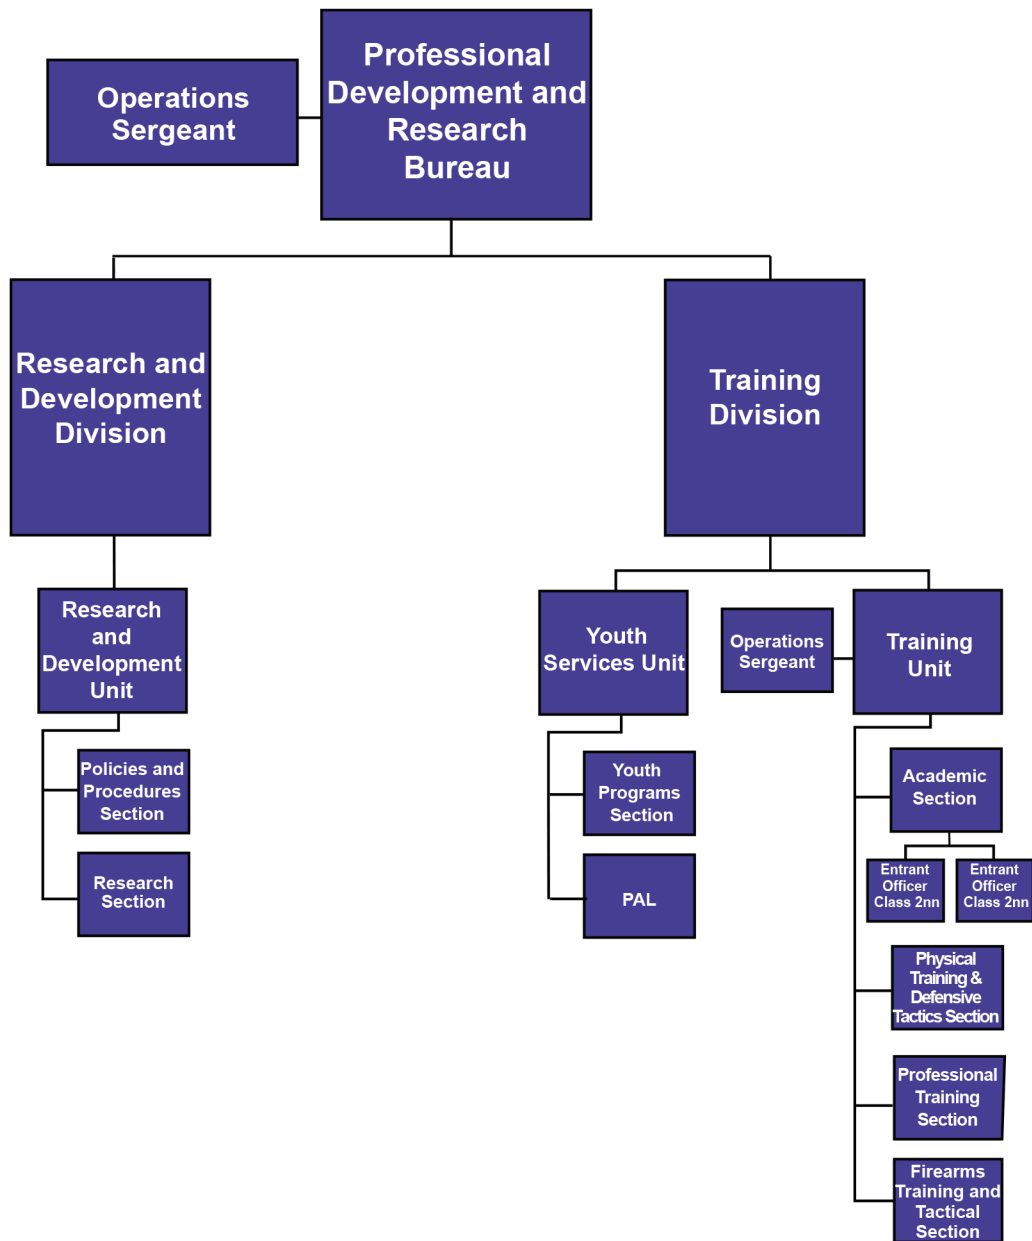 Professional
Development and
Research
Bureau
Operations
Sergeant
Research and
Development
Division
Training
Division
Research
and
Development
Unit
Youth
Services Unit
Operations
Sergeant
Training
Unit
Policies and
Procedures
Section
Research
Section
Youth
Programs
Section
PAL
Academic
Section
Entrant
Officer
Class 2nn
Entrant
Officer
Class 2nn
Physical
Training &
Defensive
Tactics Section
Professional
Training
Section
Firearms
Training and
Tactical
Section